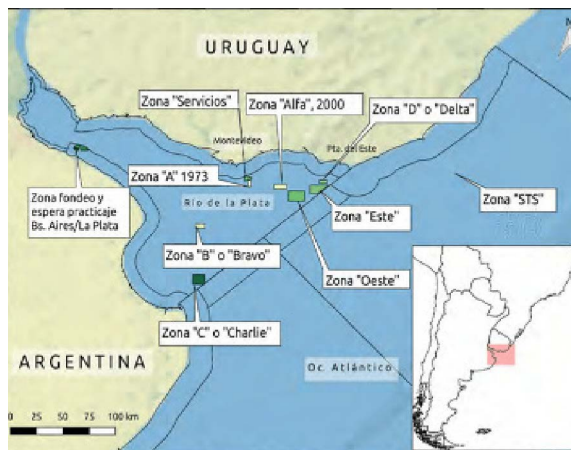 URUGUAY
Zona "Servicios"
Zona "Alfa", 2000
Zona "D" o "Delta"
Montevideo
Pta. del Este
Zona "A" 1973
Zona fondeo y
espera practicaje
Bs. Aires/La Plata
Río de la Plata
Zona "STS"
Zona "Este"
Zona "B" o "Bravo"
Zona "Oeste"
Zona "C" o "Charlie"
ARGENTINA
Oc. Atlántico
0 25 50 75 100 km